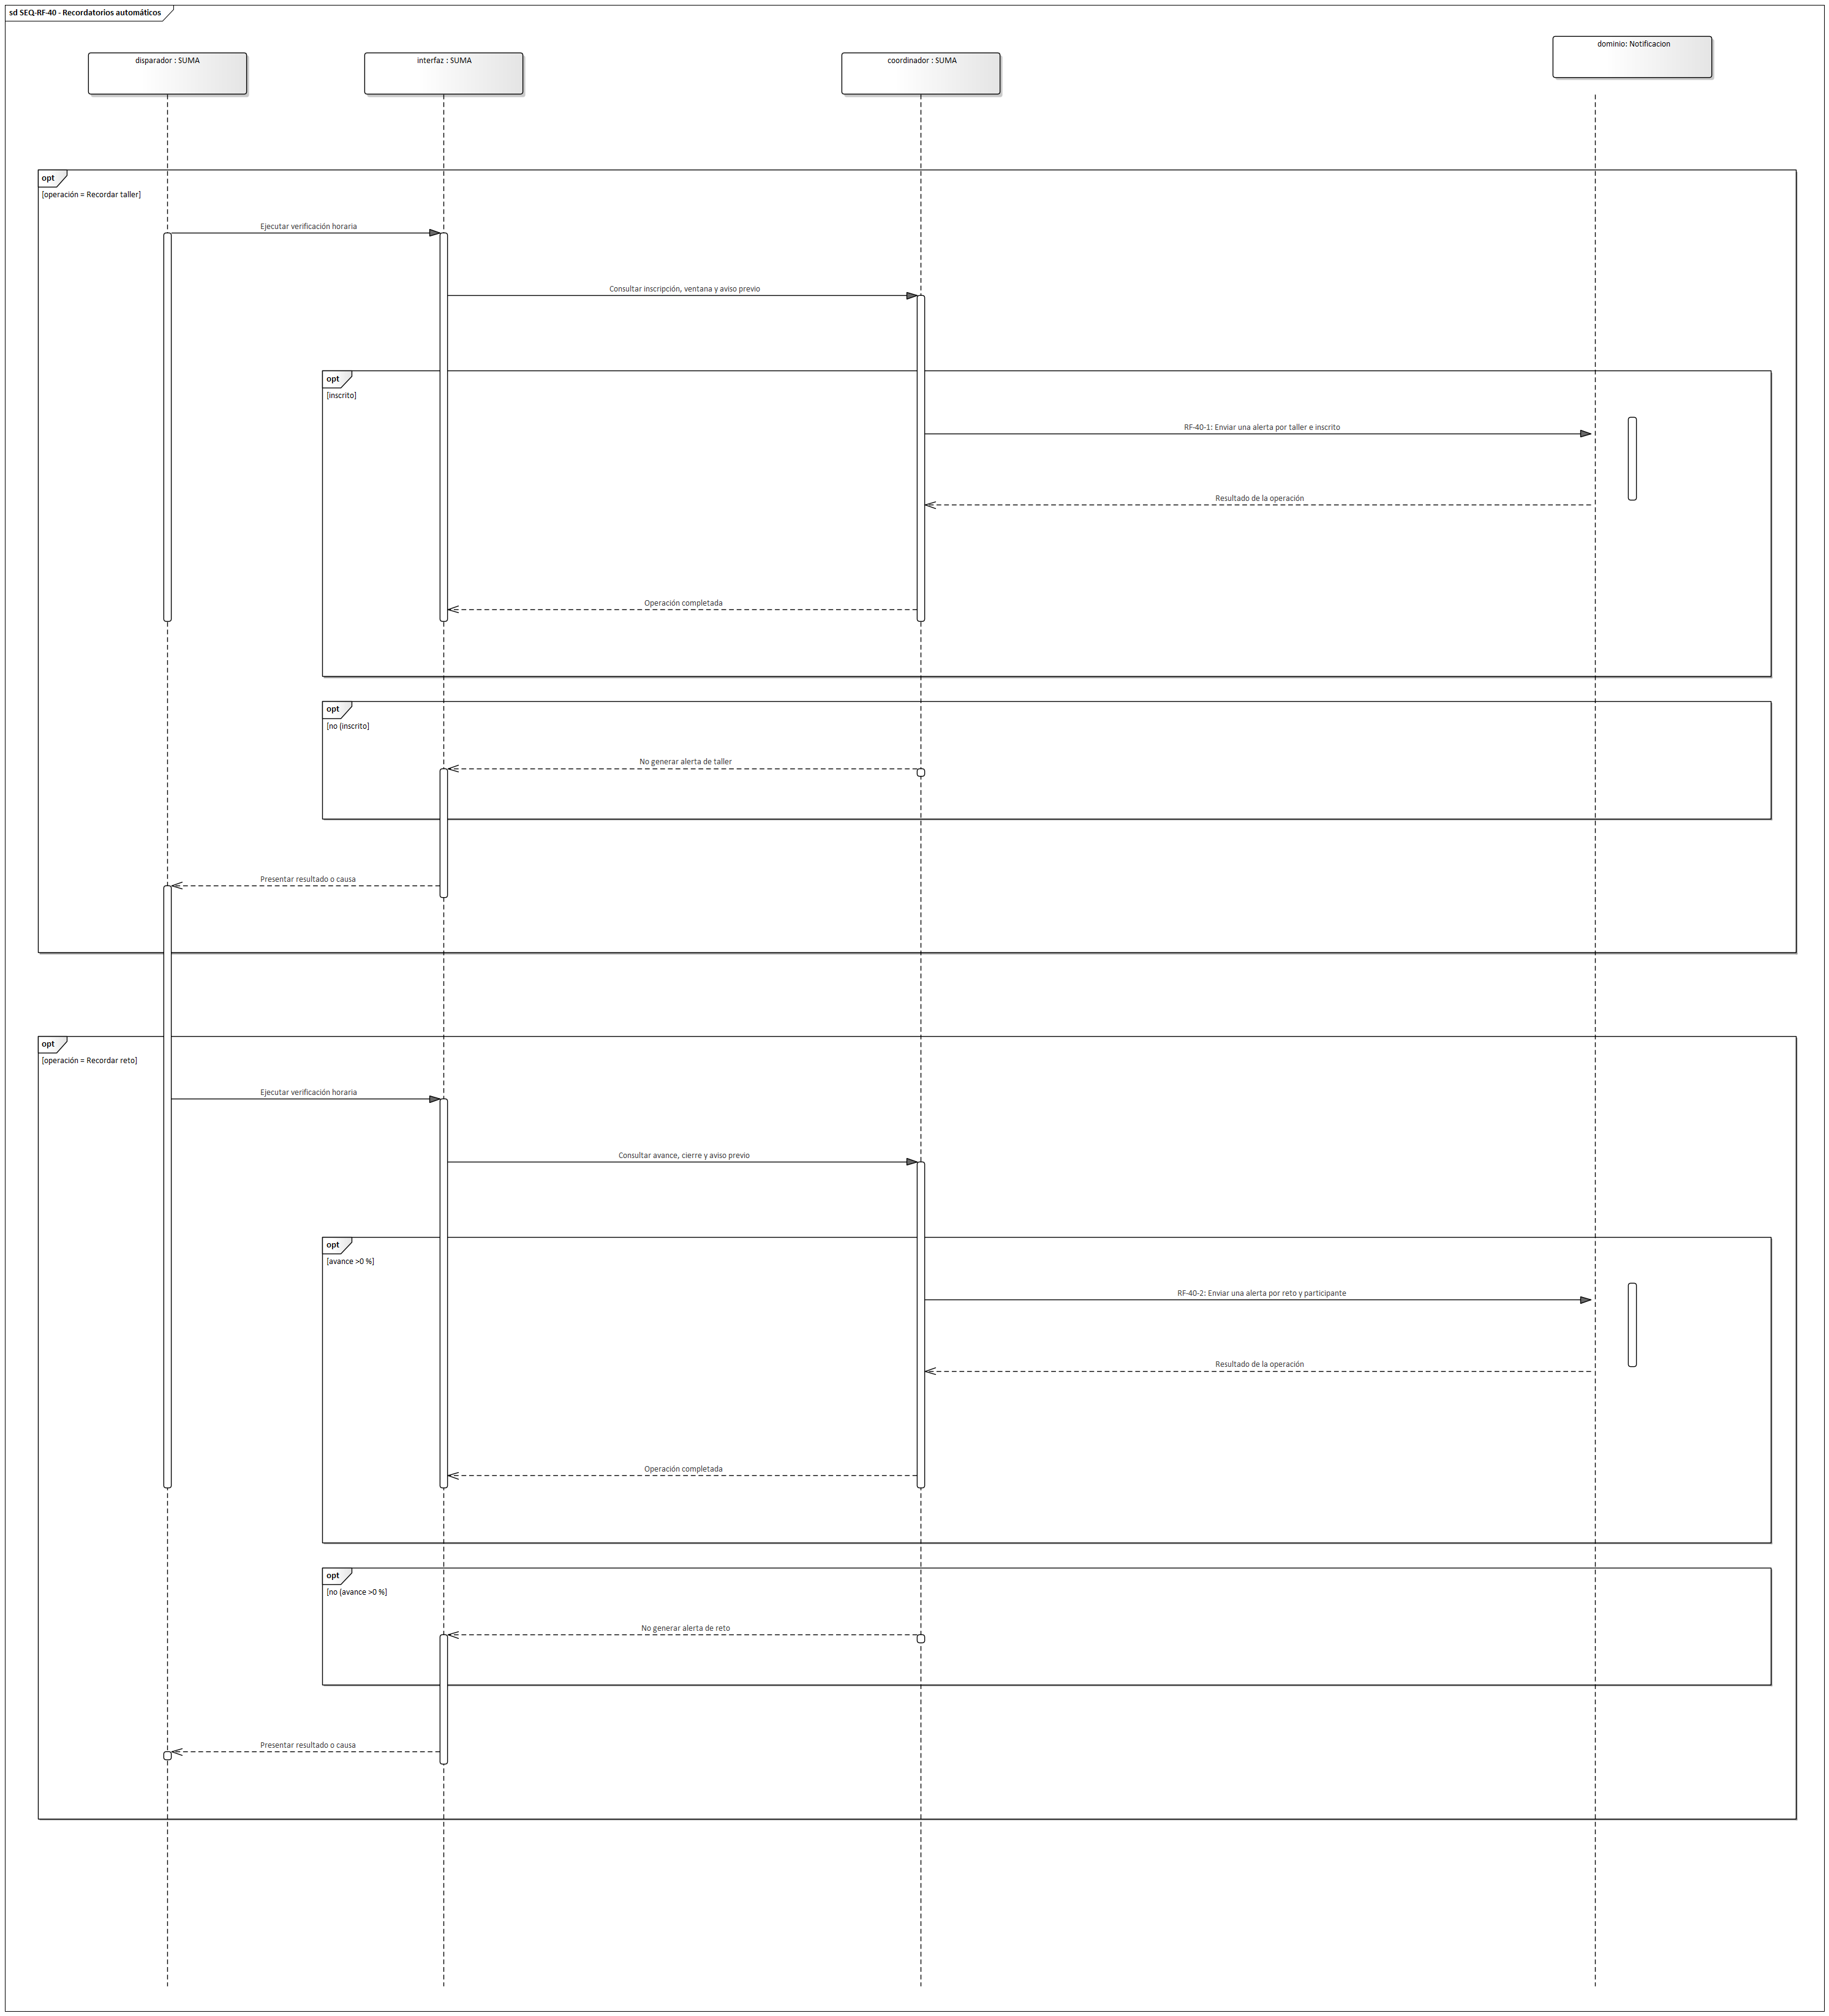 sd SEQ-RF-40 - Recordatorios automáticos
dominio: Notificacion
disparador : SUMA
interfaz : SUMA
coordinador : SUMA
opt
[operación = Recordar taller]
Ejecutar verificación horaria
Consultar inscripción, ventana y aviso previo
opt
[inscrito]
RF-40-1: Enviar una alerta por taller e inscrito
Resultado de la operación
Operación completada
opt
[no (inscrito]
No generar alerta de taller
Presentar resultado o causa
opt
[operación = Recordar reto]
Ejecutar verificación horaria
Consultar avance, cierre y aviso previo
opt
[avance >0 %]
RF-40-2: Enviar una alerta por reto y participante
Resultado de la operación
Operación completada
opt
[no (avance >0 %]
No generar alerta de reto
Presentar resultado o causa